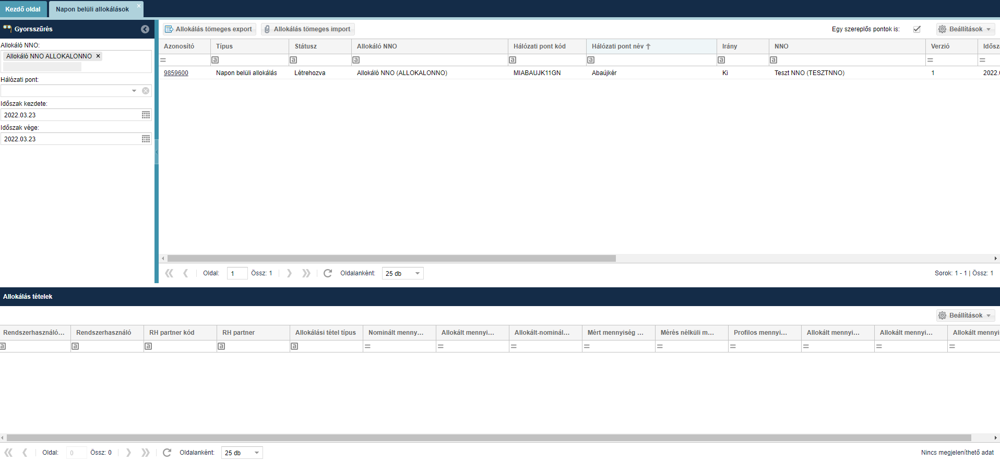 Kezdő oldal
Napon belüli allokálások
Gyorsszűrés
Allokáló NNO:
Allokáló NNO ALLOKALONNO
Hálózati pont:
Időszak kezdete:
2022.03.23
Időszak vége:
2022.03.23
Allokálás tömeges export
Allokálás tömeges import
Egy szereplős pontok is:
Beállítások
Azonosító Típus Státusz Allokáló NNO Hálózati pont kód Hálózati pont név Irány NNO Verzió Idősz
9859600 Napon belüli allokálás Létrehozva Allokáló NNO (ALLOKALONNO) MIABAUJK11GN Abaújkér Ki Teszt NNO (TESZTNNO) 1 2022.
Oldal: 1 Össz: 1 Oldalanként: 25 db Sorok: 1 - 1 | Össz: 1
Allokálás tételek
Beállítások
Rendszerhasználó... Rendszerhasználó RH partner kód RH partner Allokálási tétel típus Nominált menny... Allokált mennyi... Allokált-nominál... Mért mennyiség ... Mérés nélküli m... Profilos mennyi... Allokált mennyi... Allokált mennyi... Allokált mennyi
Oldal: 0 Össz: 0 Oldalanként: 25 db Nincs megjeleníthető adat